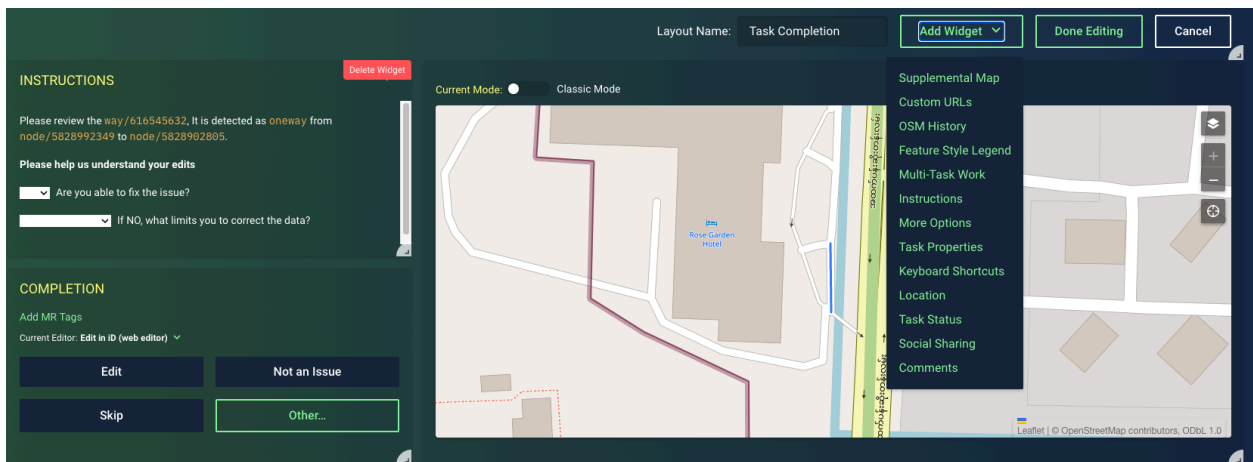 Layout Name: Task Completion Add Widget Done Editing Cancel
INSTRUCTIONS Delete Widget
Please review the way/616545632, It is detected as oneway from
node/5828992349 to node/5828902805.
Please help us understand your edits
Are you able to fix the issue?
If NO, what limits you to correct the data?
COMPLETION
Add MR Tags
Current Editor: Edit in iD (web editor)
Edit Not an Issue
Skip Other...
Current Mode: Classic Mode
Rose Garden
Hotel
Supplemental Map
Custom URLs
OSM History
Feature Style Legend
Multi-Task Work
Instructions
More Options
Task Properties
Keyboard Shortcuts
Location
Task Status
Social Sharing
Comments
+
−
Leaflet | © OpenStreetMap contributors, ODbL 1.0